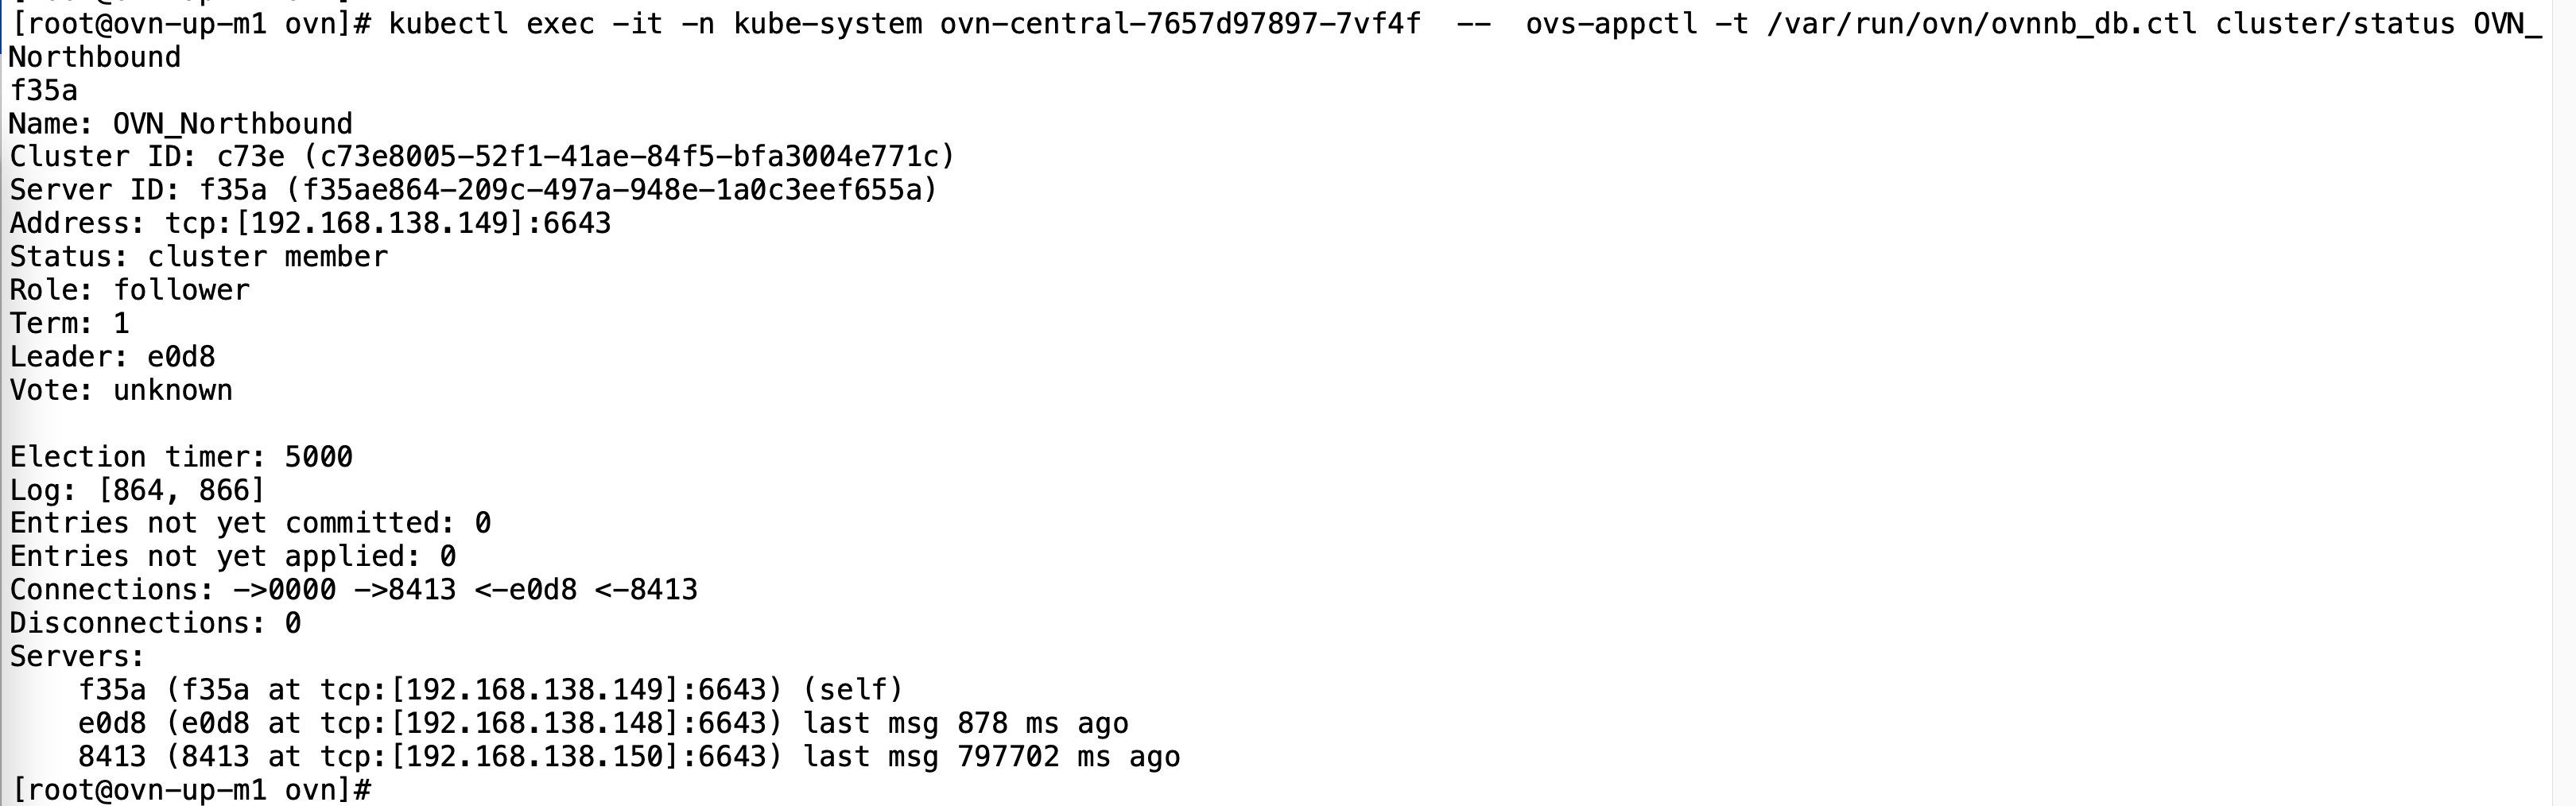 [root@ovn-up-m1 ovn]# kubectl exec -it -n kube-system ovn-central-7657d97897-7vf4f  --  ovs-appctl -t /var/run/ovn/ovnnb_db.ctl cluster/status OVN_
Northbound
f35a
Name: OVN_Northbound
Cluster ID: c73e (c73e8005-52f1-41ae-84f5-bfa3004e771c)
Server ID: f35a (f35ae864-209c-497a-948e-1a0c3eef655a)
Address: tcp:[192.168.138.149]:6643
Status: cluster member
Role: follower
Term: 1
Leader: e0d8
Vote: unknown

Election timer: 5000
Log: [864, 866]
Entries not yet committed: 0
Entries not yet applied: 0
Connections: ->0000 ->8413 <-e0d8 <-8413
Disconnections: 0
Servers:
    f35a (f35a at tcp:[192.168.138.149]:6643) (self)
    e0d8 (e0d8 at tcp:[192.168.138.148]:6643) last msg 878 ms ago
    8413 (8413 at tcp:[192.168.138.150]:6643) last msg 797702 ms ago
[root@ovn-up-m1 ovn]#